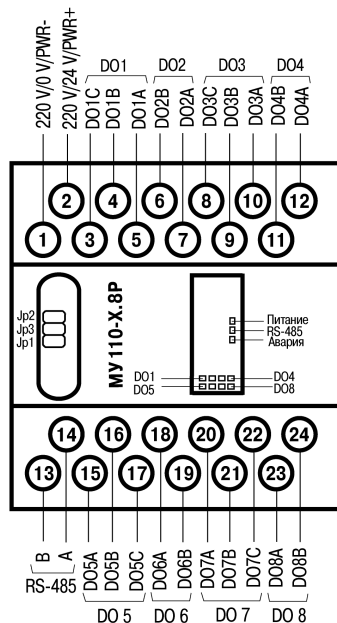 DO1 DO2 DO3 DO4
220 V/0 V/PWR-
220 V/24 V/PWR+
DO1C
DO1B
DO1A
DO2B
DO2A
DO3C
DO3B
DO3A
DO4B
DO4A
2 4 6 8 10 12
1 3 5 7 9 11
Jp2
Jp3
Jp1
МУ110-X.8Р
Питание
RS-485
Авария
DO1 DO4
DO5 DO8
14 16 18 20 22 24
13 15 17 19 21 23
B
A
DO5A
DO5B
DO5C
DO6A
DO6B
DO7A
DO7B
DO7C
DO8A
DO8B
RS-485
DO 5 DO 6 DO 7 DO 8